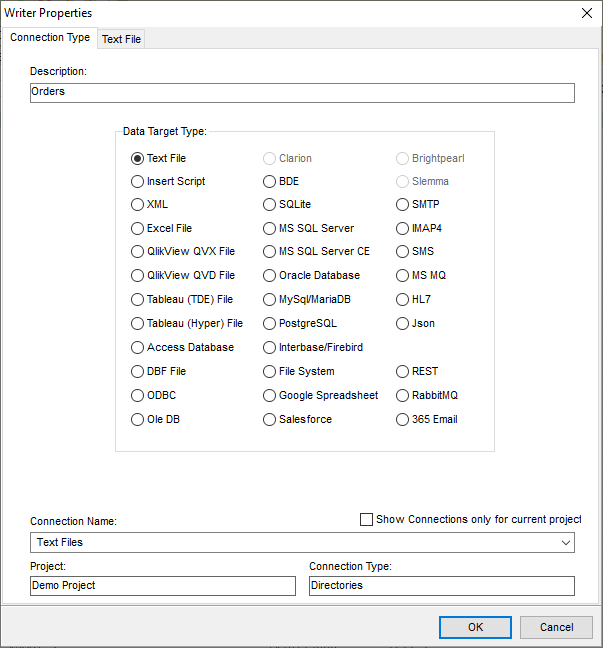 Writer Properties
Connection Type Text File
Description:
Orders
Data Target Type:
Text File Clarion Brightpearl
Insert Script BDE Slemma
XML SQLite SMTP
Excel File MS SQL Server IMAP4
QlikView QVX File MS SQL Server CE SMS
QlikView QVD File Oracle Database MS MQ
Tableau (TDE) File MySql/MariaDB HL7
Tableau (Hyper) File PostgreSQL Json
Access Database Interbase/Firebird
DBF File File System REST
ODBC Google Spreadsheet RabbitMQ
Ole DB Salesforce 365 Email
Connection Name: Show Connections only for current project
Text Files
Project: Connection Type:
Demo Project Directories
OK Cancel